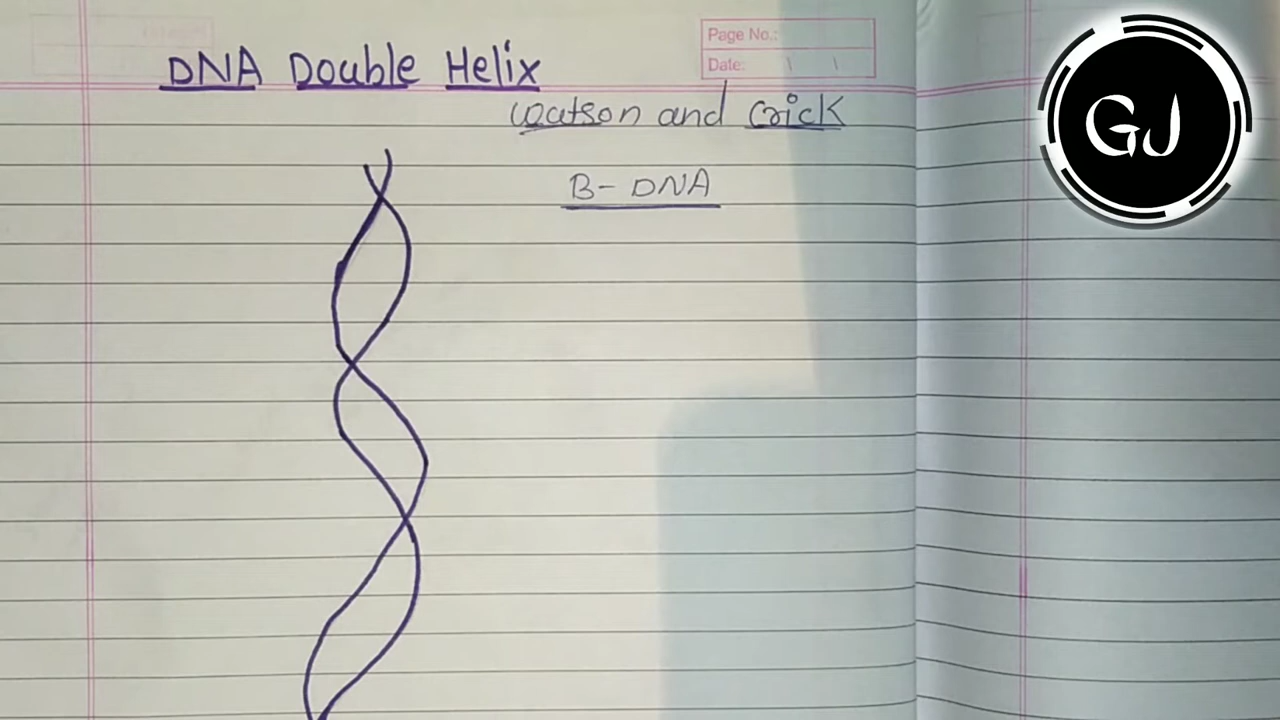 Page No.:
DNA Double Helix
Date: \ \
Watson and Crick
B- DNA
GJ